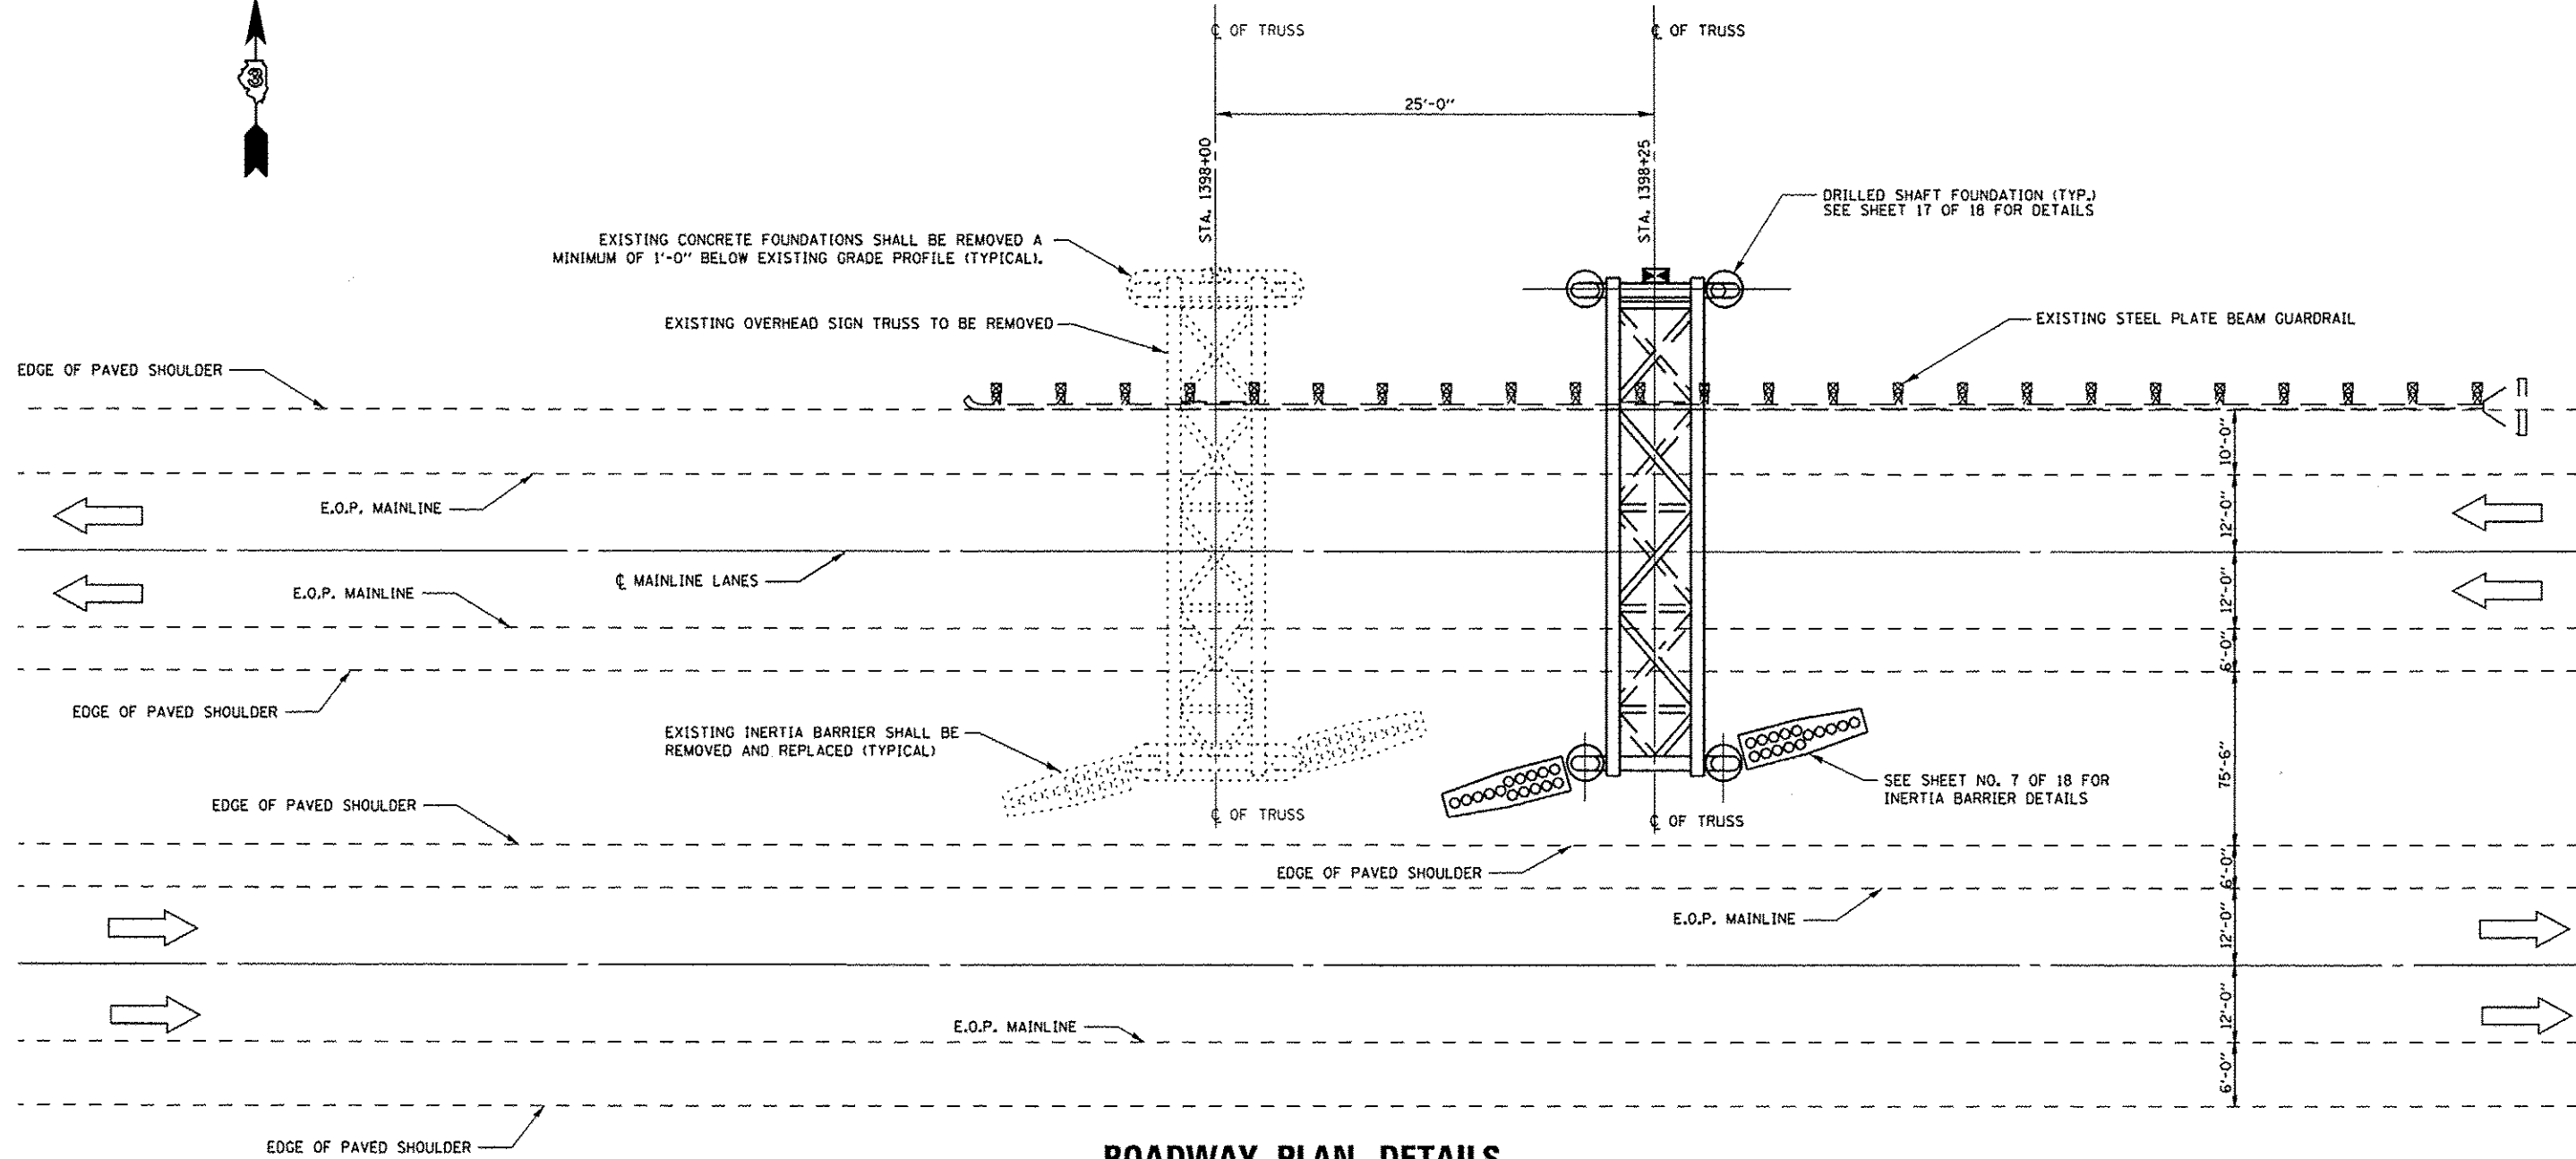 ℄ OF TRUSS
℄ OF TRUSS
3
25'-0"
STA. 1398+00
STA. 1398+25
DRILLED SHAFT FOUNDATION (TYP.)
SEE SHEET 17 OF 18 FOR DETAILS
EXISTING CONCRETE FOUNDATIONS SHALL BE REMOVED A
MINIMUM OF 1'-0" BELOW EXISTING GRADE PROFILE (TYPICAL).
EXISTING OVERHEAD SIGN TRUSS TO BE REMOVED
EXISTING STEEL PLATE BEAM GUARDRAIL
EDGE OF PAVED SHOULDER
10'-0"
E.O.P. MAINLINE
12'-0"
℄ MAINLINE LANES
E.O.P. MAINLINE
12'-0"
6'-0"
EDGE OF PAVED SHOULDER
EXISTING INERTIA BARRIER SHALL BE
REMOVED AND REPLACED (TYPICAL)
75'-6"
SEE SHEET NO. 7 OF 18 FOR
INERTIA BARRIER DETAILS
EDGE OF PAVED SHOULDER
℄ OF TRUSS
℄ OF TRUSS
EDGE OF PAVED SHOULDER
6'-0"
E.O.P. MAINLINE
12'-0"
12'-0"
E.O.P. MAINLINE
6'-0"
EDGE OF PAVED SHOULDER
ROADWAY PLAN DETAILS